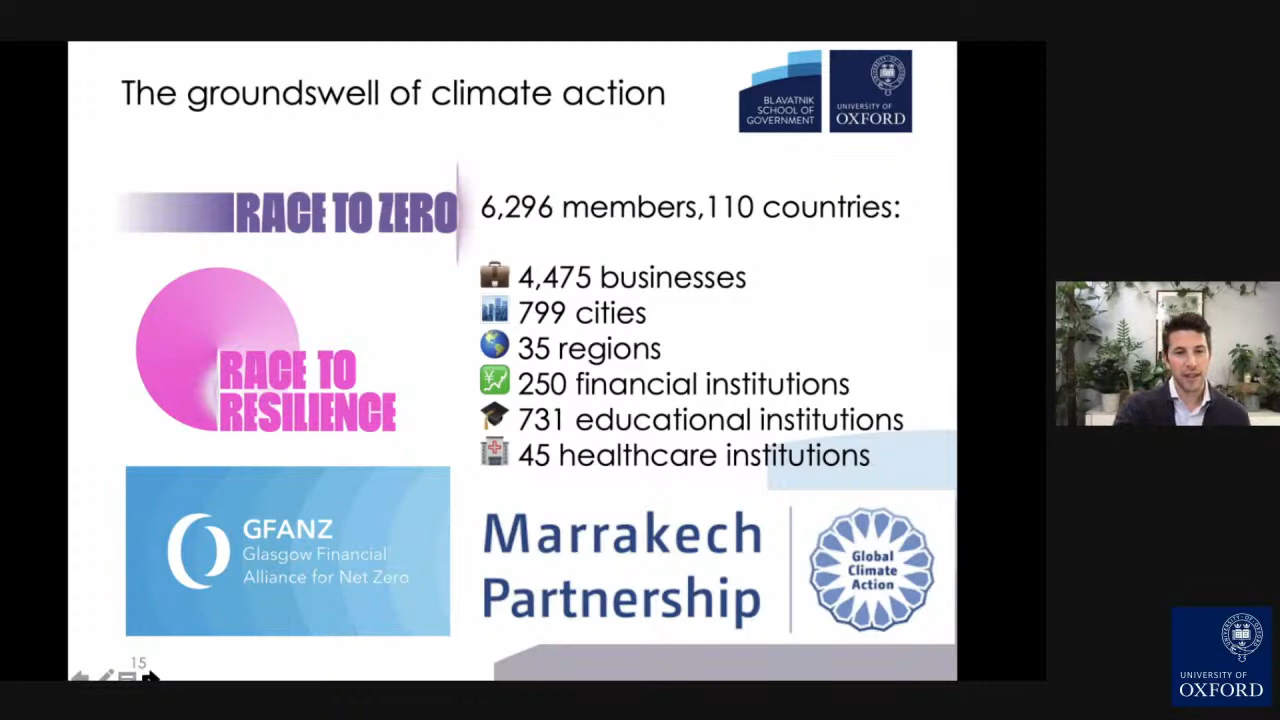 The groundswell of climate action
BLAVATNIK
SCHOOL OF
GOVERNMENT
UNIVERSITY OF
OXFORD
RACE TO ZERO
6,296 members,110 countries:
4,475 businesses
799 cities
35 regions
250 financial institutions
731 educational institutions
45 healthcare institutions
RACE TO
RESILIENCE
GFANZ
Glasgow Financial
Alliance for Net Zero
Marrakech
Partnership
Global
Climate
Action
15
UNIVERSITY OF
OXFORD